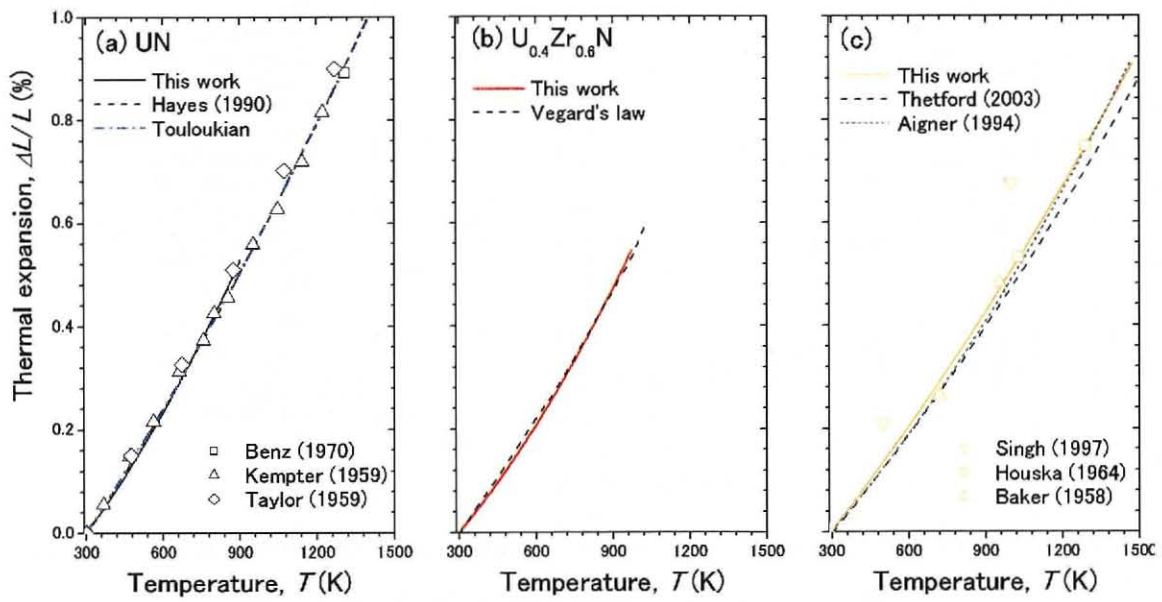 (a) UN
This work
Hayes (1990)
Touloukian
Benz (1970)
Kempter (1959)
Taylor (1959)
Thermal expansion, ΔL/L (%)
1.0
0.8
0.6
0.4
0.2
0.0
300
600
900
1200
1500
Temperature, T(K)
(b) U0.4Zr0.6N
This work
Vegard's law
300
600
900
1200
1500
Temperature, T(K)
(c)
THis work
Thetford (2003)
Aigner (1994)
Singh (1997)
Houska (1964)
Baker (1958)
300
600
900
1200
Temperature, T(K)